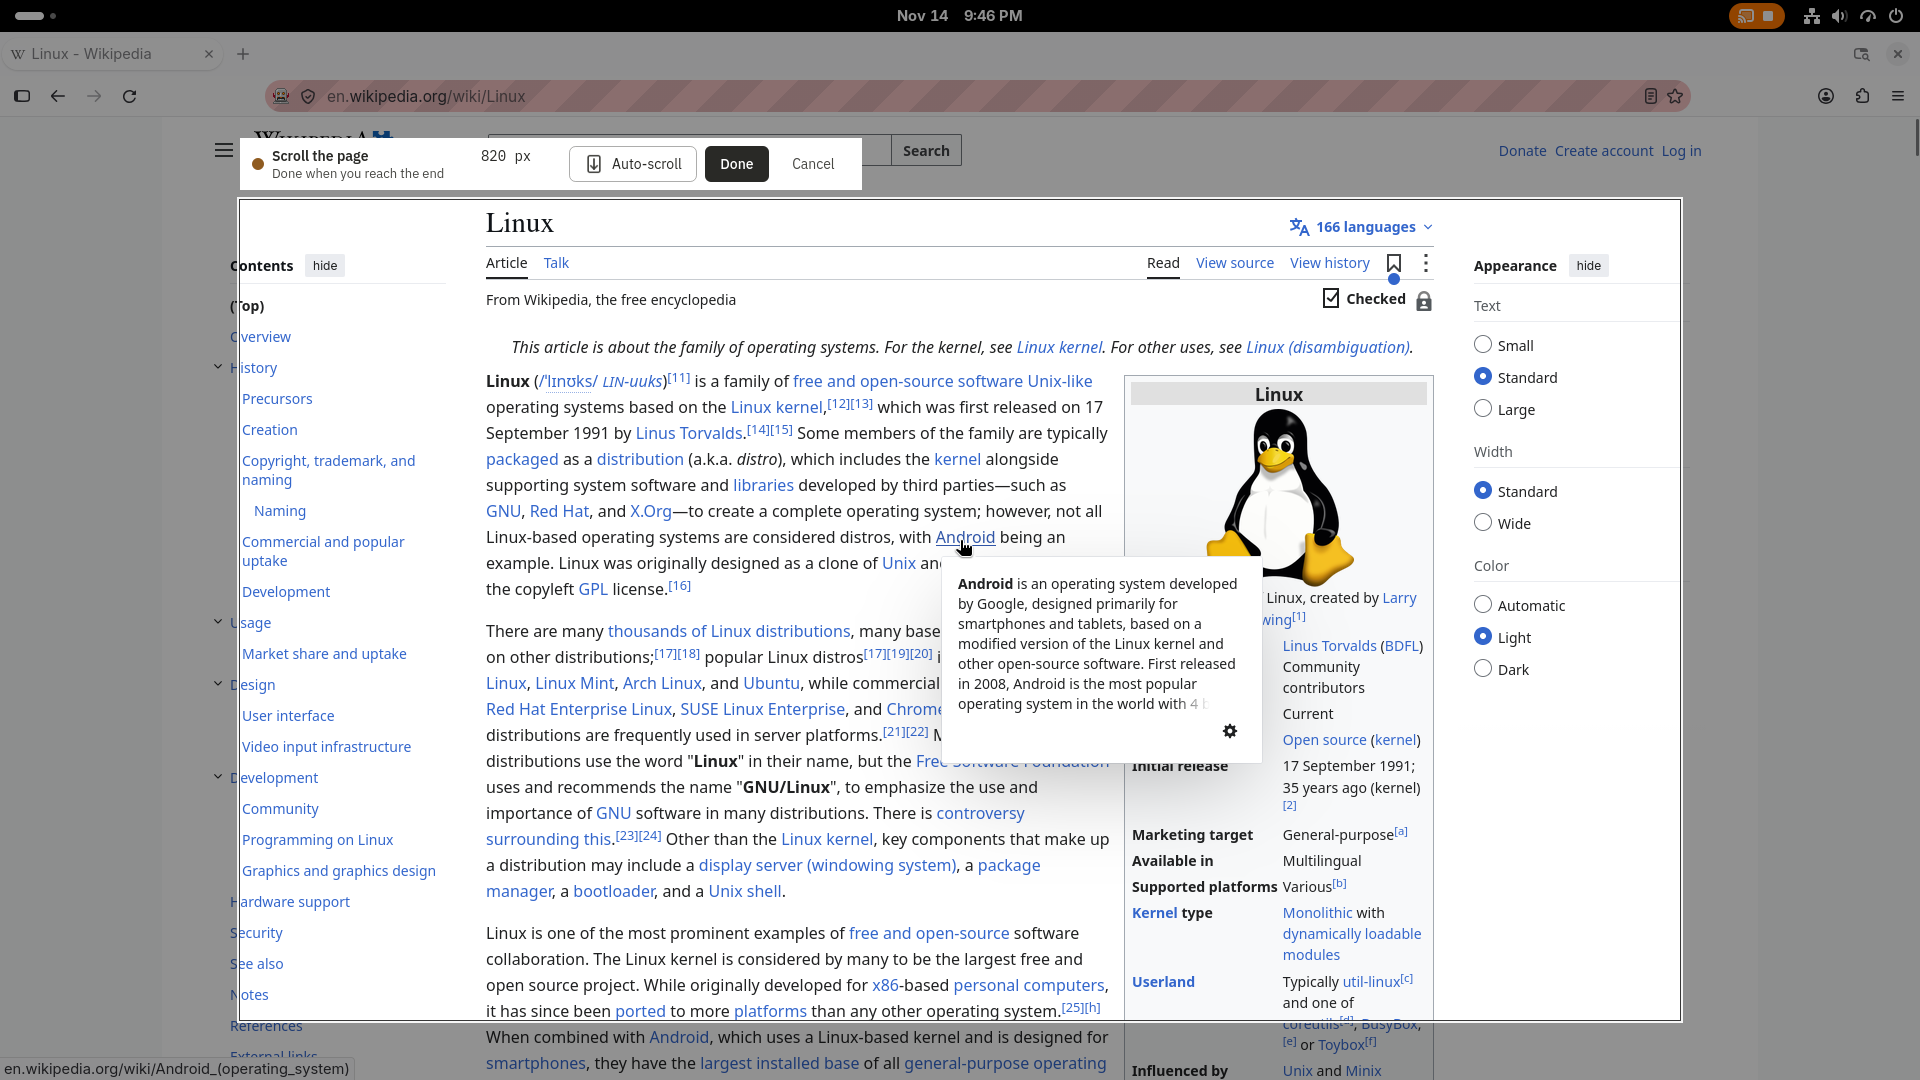 Nov 14 9:46 PM
Linux - Wikipedia
en.wikipedia.org/wiki/Linux
Search
Donate Create account Log in
Scroll the page
Done when you reach the end
820 px
Auto-scroll
Done
Cancel
Linux
166 languages
Contents hide
(Top)
Overview
History
Precursors
Creation
Copyright, trademark, and
naming
Naming
Commercial and popular
uptake
Development
Usage
Market share and uptake
Design
User interface
Video input infrastructure
Development
Community
Programming on Linux
Graphics and graphics design
Hardware support
Security
See also
Notes
References
External links
Article Talk
Read View source View history
From Wikipedia, the free encyclopedia
Checked
This article is about the family of operating systems. For the kernel, see Linux kernel. For other uses, see Linux (disambiguation).
Linux (/ˈlɪnʊks/ LIN-uuks)[11] is a family of free and open-source software Unix-like
operating systems based on the Linux kernel,[12][13] which was first released on 17
September 1991 by Linus Torvalds.[14][15] Some members of the family are typically
packaged as a distribution (a.k.a. distro), which includes the kernel alongside
supporting system software and libraries developed by third parties—such as
GNU, Red Hat, and X.Org—to create a complete operating system; however, not all
Linux-based operating systems are considered distros, with Android being an
example. Linux was originally designed as a clone of Unix an
the copyleft GPL license.[16]
There are many thousands of Linux distributions, many base
on other distributions;[17][18] popular Linux distros[17][19][20] i
Linux, Linux Mint, Arch Linux, and Ubuntu, while commercial
Red Hat Enterprise Linux, SUSE Linux Enterprise, and Chrome
distributions are frequently used in server platforms.[21][22]
distributions use the word "Linux" in their name, but the Free Software Foundation
uses and recommends the name "GNU/Linux", to emphasize the use and
importance of GNU software in many distributions. There is controversy
surrounding this.[23][24] Other than the Linux kernel, key components that make up
a distribution may include a display server (windowing system), a package
manager, a bootloader, and a Unix shell.
Linux is one of the most prominent examples of free and open-source software
collaboration. The Linux kernel is considered by many to be the largest free and
open source project. While originally developed for x86-based personal computers,
it has since been ported to more platforms than any other operating system.[25][h]
When combined with Android, which uses a Linux-based kernel and is designed for
smartphones, they have the largest installed base of all general-purpose operating
Android is an operating system developed
by Google, designed primarily for
smartphones and tablets, based on a
modified version of the Linux kernel and
other open-source software. First released
in 2008, Android is the most popular
operating system in the world with 4 b
Linux
Linux, created by Larry
wing[1]
Linus Torvalds (BDFL)
Community
contributors
Current
Open source (kernel)
Initial release 17 September 1991;
35 years ago (kernel)
[2]
Marketing target General-purpose[a]
Available in Multilingual
Supported platforms Various[b]
Kernel type Monolithic with
dynamically loadable
modules
Userland Typically util-linux[c]
and one of
coreutils[d], BusyBox,
[e] or Toybox[f]
Influenced by Unix and Minix
Appearance hide
Text
Small
Standard
Large
Width
Standard
Wide
Color
Automatic
Light
Dark
en.wikipedia.org/wiki/Android_(operating_system)